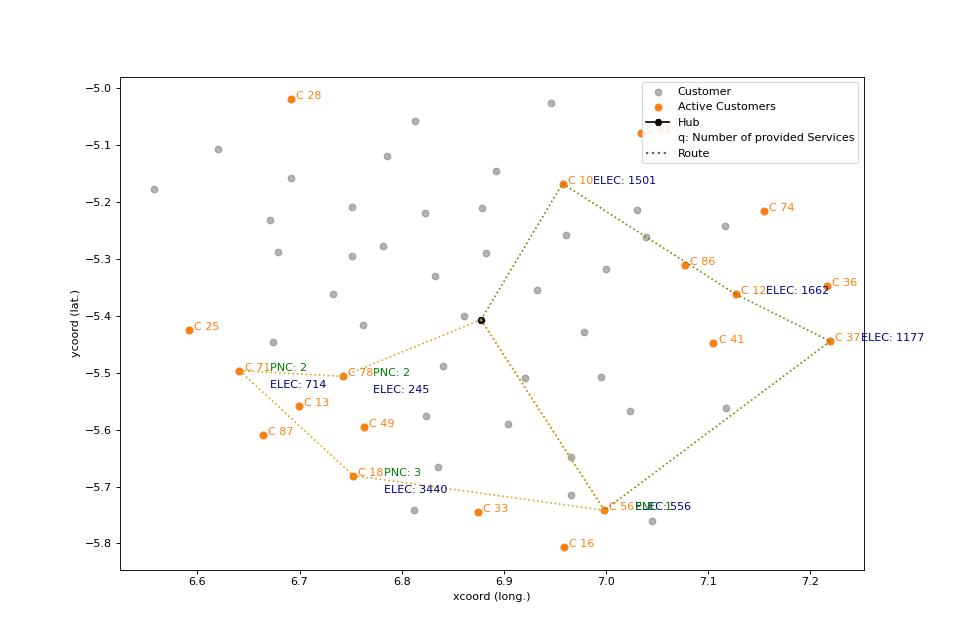 Customer
Active Customers
Hub
q: Number of provided Services
Route
C 28
C 10 ELEC: 1501
C 74
C 86
C 12 ELEC: 1662
C 36
C 25
C 41
C 37 ELEC: 1177
C 71 PNC: 2
ELEC: 714
C 78 PNC: 2
ELEC: 245
C 13
C 49
C 87
C 18 PNC: 3
ELEC: 3440
C 33
C 56
C 16
−5.0
−5.1
−5.2
−5.3
−5.4
−5.5
−5.6
−5.7
−5.8
ycoord (lat.)
6.6 6.7 6.8 6.9 7.0 7.1 7.2
xcoord (long.)